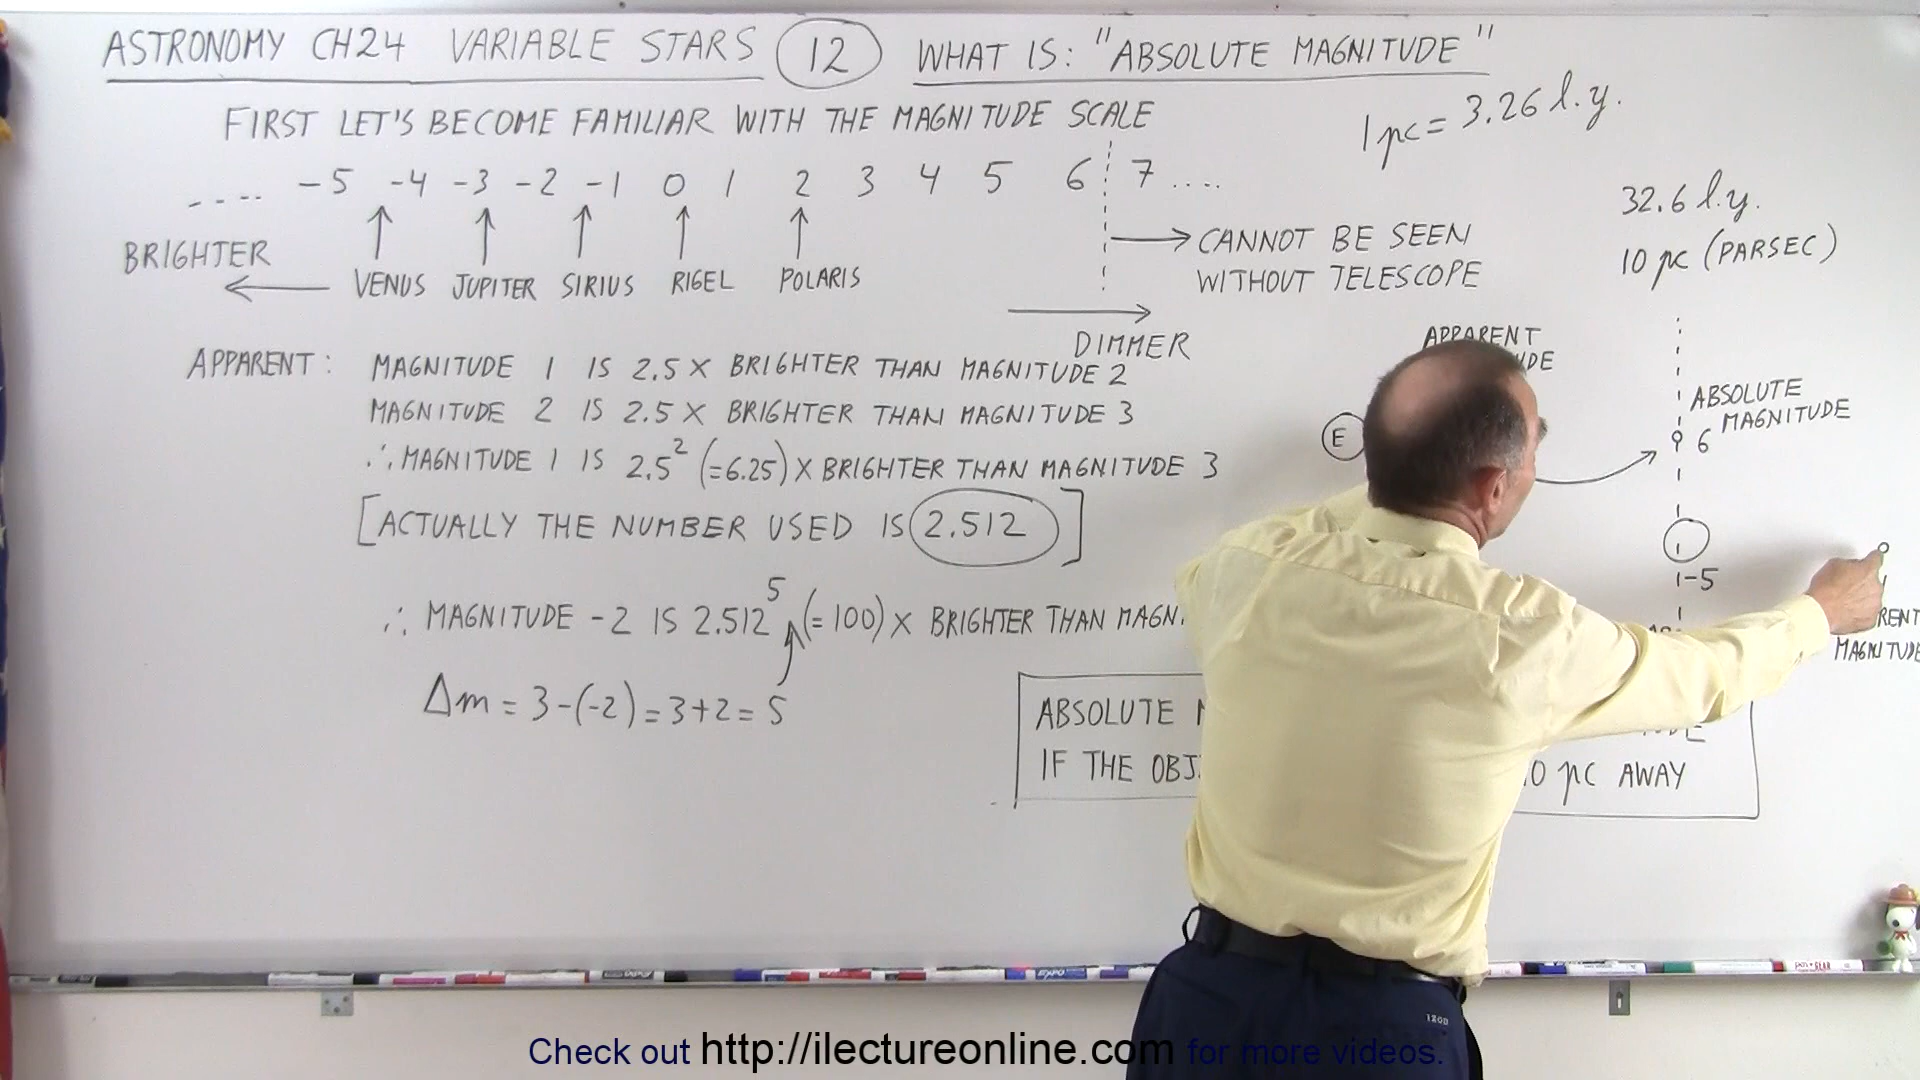 ASTRONOMY CH24 VARIABLE STARS 12 WHAT IS: "ABSOLUTE MAGNITUDE"
FIRST LET'S BECOME FAMILIAR WITH THE MAGNITUDE SCALE
1 pc = 3.26 l.y.
.... -5 -4 -3 -2 -1 0 1 2 3 4 5 6 7 ....
BRIGHTER
VENUS JUPITER SIRIUS RIGEL POLARIS
CANNOT BE SEEN
WITHOUT TELESCOPE
DIMMER
32.6 l.y.
10 pc (PARSEC)
APPARENT: MAGNITUDE 1 IS 2.5 X BRIGHTER THAN MAGNITUDE 2
MAGNITUDE 2 IS 2.5 X BRIGHTER THAN MAGNITUDE 3
∴ MAGNITUDE 1 IS 2.5² (=6.25) X BRIGHTER THAN MAGNITUDE 3
[ACTUALLY THE NUMBER USED IS 2.512]
∴ MAGNITUDE -2 IS 2.512⁵ (=100) X BRIGHTER THAN MAGN
Δm = 3-(-2) = 3+2 = 5
APPARENT
UDE
E
ABSOLUTE
MAGNITUDE
6
-5
RENT
MAGNITUDE
ABSOLUTE
IF THE OBJ 10 pc AWAY
EXPO
1200
Check out http://ilectureonline.com for more videos.